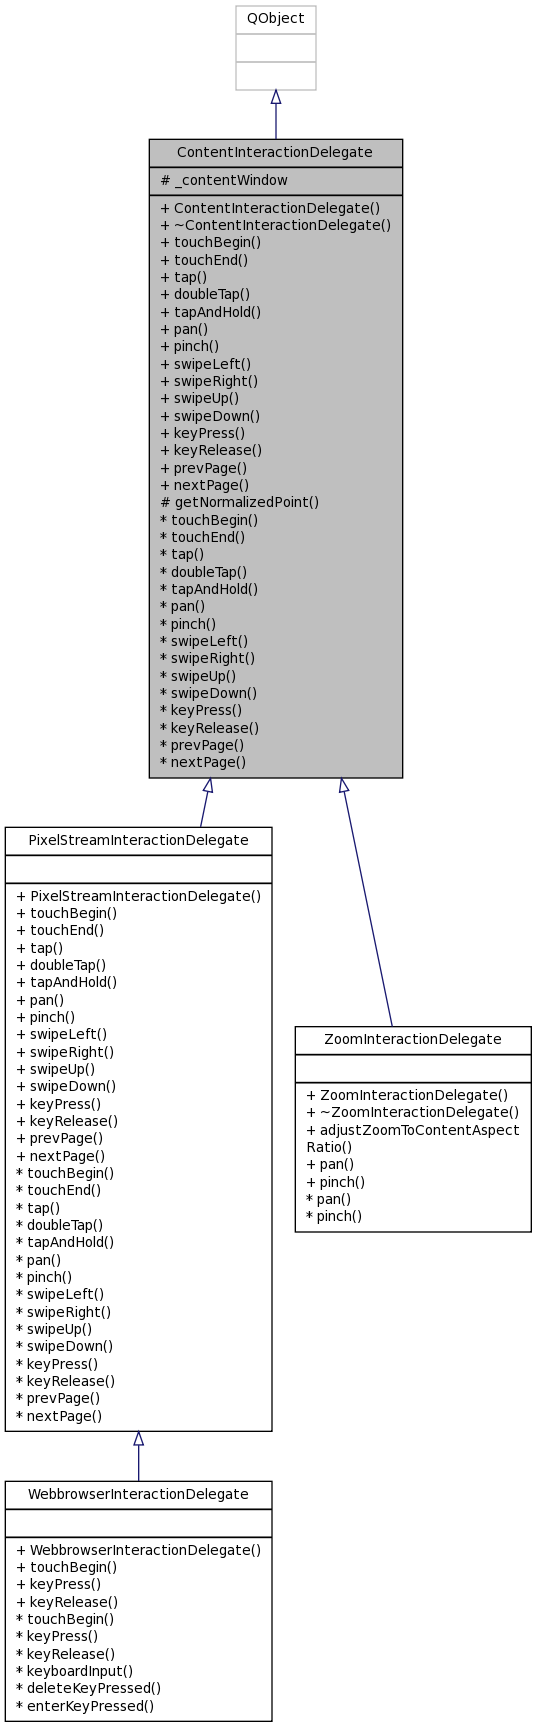 QObject
ContentInteractionDelegate
# _contentWindow
+ ContentInteractionDelegate()
+ ~ContentInteractionDelegate()
+ touchBegin()
+ touchEnd()
+ tap()
+ doubleTap()
+ tapAndHold()
+ pan()
+ pinch()
+ swipeLeft()
+ swipeRight()
+ swipeUp()
+ swipeDown()
+ keyPress()
+ keyRelease()
+ prevPage()
+ nextPage()
# getNormalizedPoint()
* touchBegin()
* touchEnd()
* tap()
* doubleTap()
* tapAndHold()
* pan()
* pinch()
* swipeLeft()
* swipeRight()
* swipeUp()
* swipeDown()
* keyPress()
* keyRelease()
* prevPage()
* nextPage()
PixelStreamInteractionDelegate
+ PixelStreamInteractionDelegate()
+ touchBegin()
+ touchEnd()
+ tap()
+ doubleTap()
+ tapAndHold()
+ pan()
+ pinch()
+ swipeLeft()
+ swipeRight()
+ swipeUp()
+ swipeDown()
+ keyPress()
+ keyRelease()
+ prevPage()
+ nextPage()
* touchBegin()
* touchEnd()
* tap()
* doubleTap()
* tapAndHold()
* pan()
* pinch()
* swipeLeft()
* swipeRight()
* swipeUp()
* swipeDown()
* keyPress()
* keyRelease()
* prevPage()
* nextPage()
ZoomInteractionDelegate
+ ZoomInteractionDelegate()
+ ~ZoomInteractionDelegate()
+ adjustZoomToContentAspect
Ratio()
+ pan()
+ pinch()
* pan()
* pinch()
WebbrowserInteractionDelegate
+ WebbrowserInteractionDelegate()
+ touchBegin()
+ keyPress()
+ keyRelease()
* touchBegin()
* keyPress()
* keyRelease()
* keyboardInput()
* deleteKeyPressed()
* enterKeyPressed()